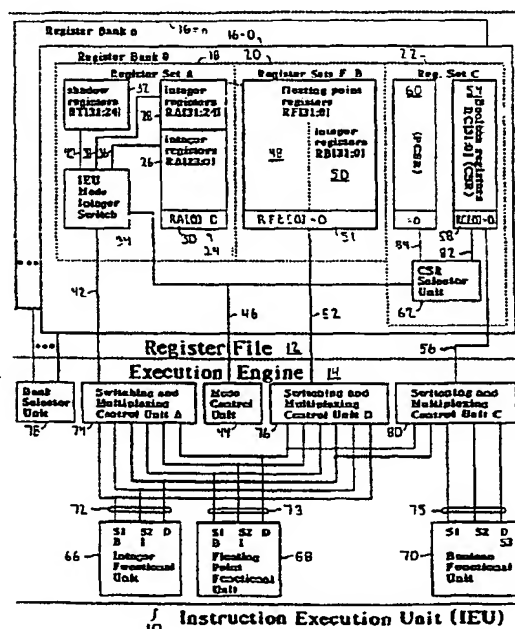 Register Bank
16-n
16-0
Register Bank 0
18
20
22
Register Set A
Register Sets F B
Reg. Set C
shadow
registers
RT[31:24]
32
integer
registers
RA[31:24]
28
integer
registers
RA[23:0]
26
Floating point
registers
RF[31:0]
48
integer
registers
RB[31:0]
50
60
(PCSR)
Boolean registers
RC[31:0] (CSR)
IEU
Mode
Integer
Switch
34
RA[0]
30
24
51
58
84
82
CSR
Selector
Unit
62
42
46
52
56
Register File 12
Execution Engine 14
Bank
Selector
Unit
78
Switching and
Multiplexing
Control Unit A
74
Mode
Control
Unit
44
Switching and
Multiplexing
Control Unit
76
Switching and
Multiplexing
Control Unit C
80
72
73
75
S1 S2 D
B I
Integer
Functional
Unit
66
S1 S2 D
B I
Floating
Point
Functional
Unit
68
S1 S2 D
S3
Boolean
Functional
Unit
70
10
Instruction Execution Unit (IEU)